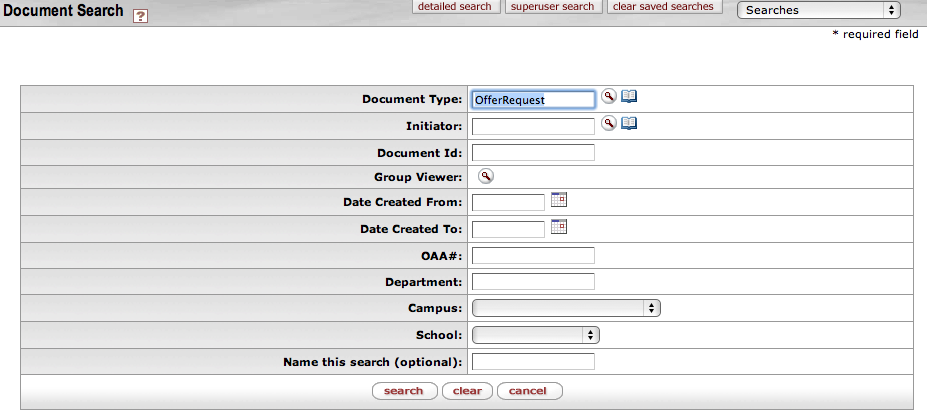 Document Search ?
detailed search superuser search clear saved searches Searches
* required field
Document Type: OfferRequest
Initiator:
Document Id:
Group Viewer:
Date Created From:
Date Created To:
OAA#:
Department:
Campus:
School:
Name this search (optional):
search clear cancel